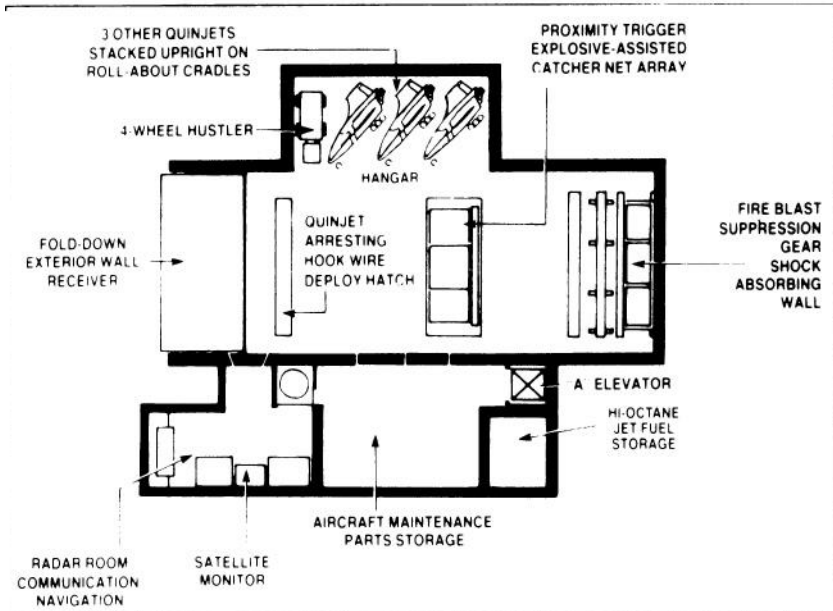 3 OTHER QUINJETS
STACKED UPRIGHT ON
ROLL-ABOUT CRADLES
PROXIMITY TRIGGER
EXPLOSIVE-ASSISTED
CATCHER NET ARRAY
4-WHEEL HUSTLER
HANGAR
FOLD-DOWN
EXTERIOR WALL
RECEIVER
QUINJET
ARRESTING
HOOK WIRE
DEPLOY HATCH
FIRE BLAST
SUPPRESSION
GEAR
SHOCK
ABSORBING
WALL
A' ELEVATOR
HI-OCTANE
JET FUEL
STORAGE
AIRCRAFT MAINTENANCE
PARTS STORAGE
RADAR ROOM
COMMUNICATION
NAVIGATION
SATELLITE
MONITOR